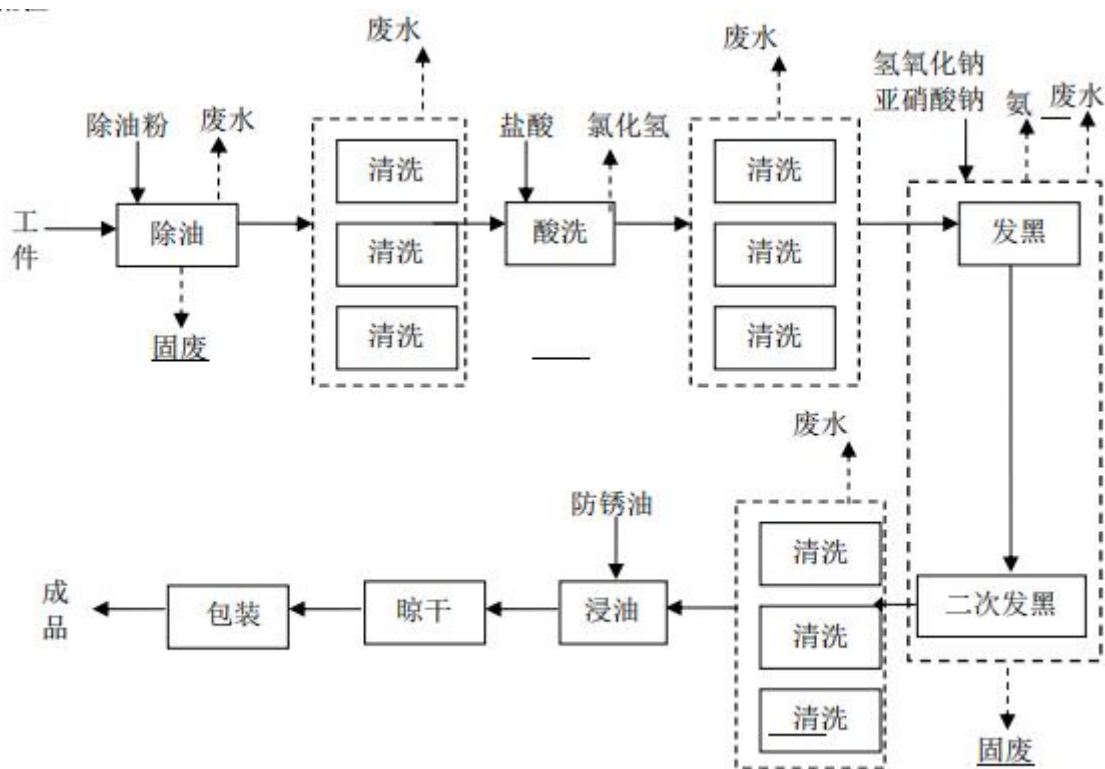 废水
废水
氢氧化钠
亚硝酸钠
氨
废水
除油粉
废水
盐酸
氯化氢
清洗
清洗
工
件
除油
清洗
酸洗
清洗
发黑
固废
清洗
清洗
废水
防锈油
清洗
成
品
包装
晾干
浸油
清洗
二次发黑
清洗
固废